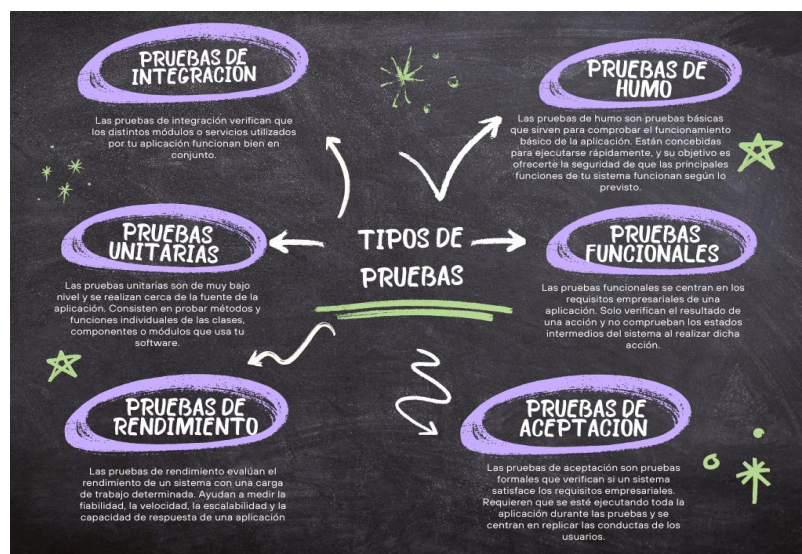 PRUEBAS DE
INTEGRACIÓN
Las pruebas de integración verifican que
los distintos módulos o servicios utilizados
por tu aplicación funcionan bien en
conjunto.
PRUEBAS DE
HUMO
Las pruebas de humo son pruebas básicas
que sirven para comprobar el funcionamiento
básico de la aplicación. Están concebidas
para ejecutarse rápidamente, y su objetivo es
ofrecerte la seguridad de que las principales
funciones de tu sistema funcionan según lo
previsto.
TIPOS DE
PRUEBAS
PRUEBAS
UNITARIAS
Las pruebas unitarias son de muy bajo
nivel y se realizan cerca de la fuente de la
aplicación. Consisten en probar métodos y
funciones individuales de las clases,
componentes o módulos que usa tu
software.
PRUEBAS
FUNCIONALES
Las pruebas funcionales se centran en los
requisitos empresariales de una
aplicación. Solo verifican el resultado de
una acción y no comprueban los estados
intermedios del sistema al realizar dicha
acción.
PRUEBAS DE
RENDIMIENTO
Las pruebas de rendimiento evalúan el
rendimiento de un sistema con una carga
de trabajo determinada. Ayudan a medir la
fiabilidad, la velocidad, la escalabilidad y la
capacidad de respuesta de una aplicación
PRUEBAS DE
ACEPTACIÓN
Las pruebas de aceptación son pruebas
formales que verifican si un sistema
satisface los requisitos empresariales.
Requieren que se esté ejecutando toda la
aplicación durante las pruebas y se
centran en replicar las conductas de los
usuarios.